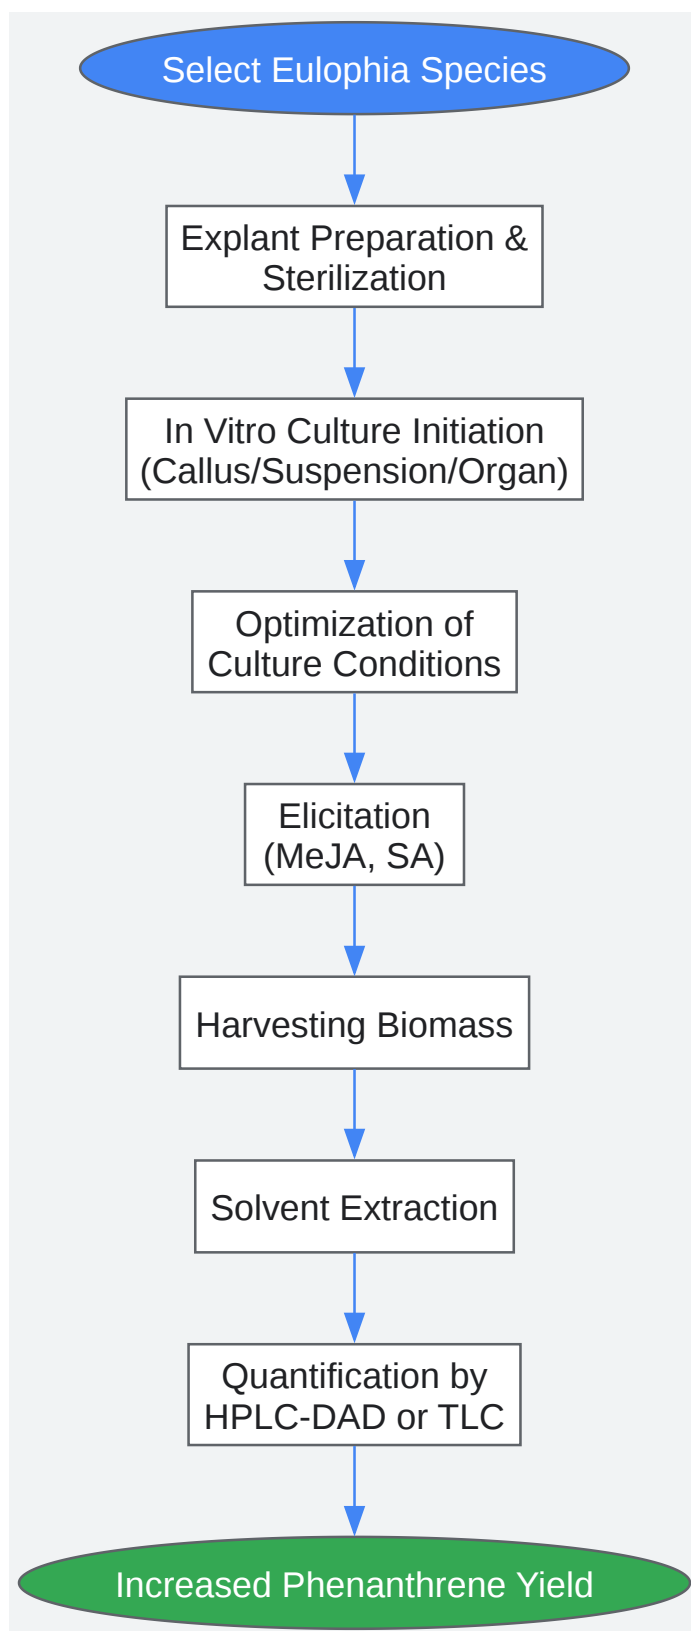 Select Eulophia Species
Explant Preparation &
Sterilization
In Vitro Culture Initiation
(Callus/Suspension/Organ)
Optimization of
Culture Conditions
Elicitation
(MeJA, SA)
Harvesting Biomass
Solvent Extraction
Quantification by
HPLC-DAD or TLC
Increased Phenanthrene Yield